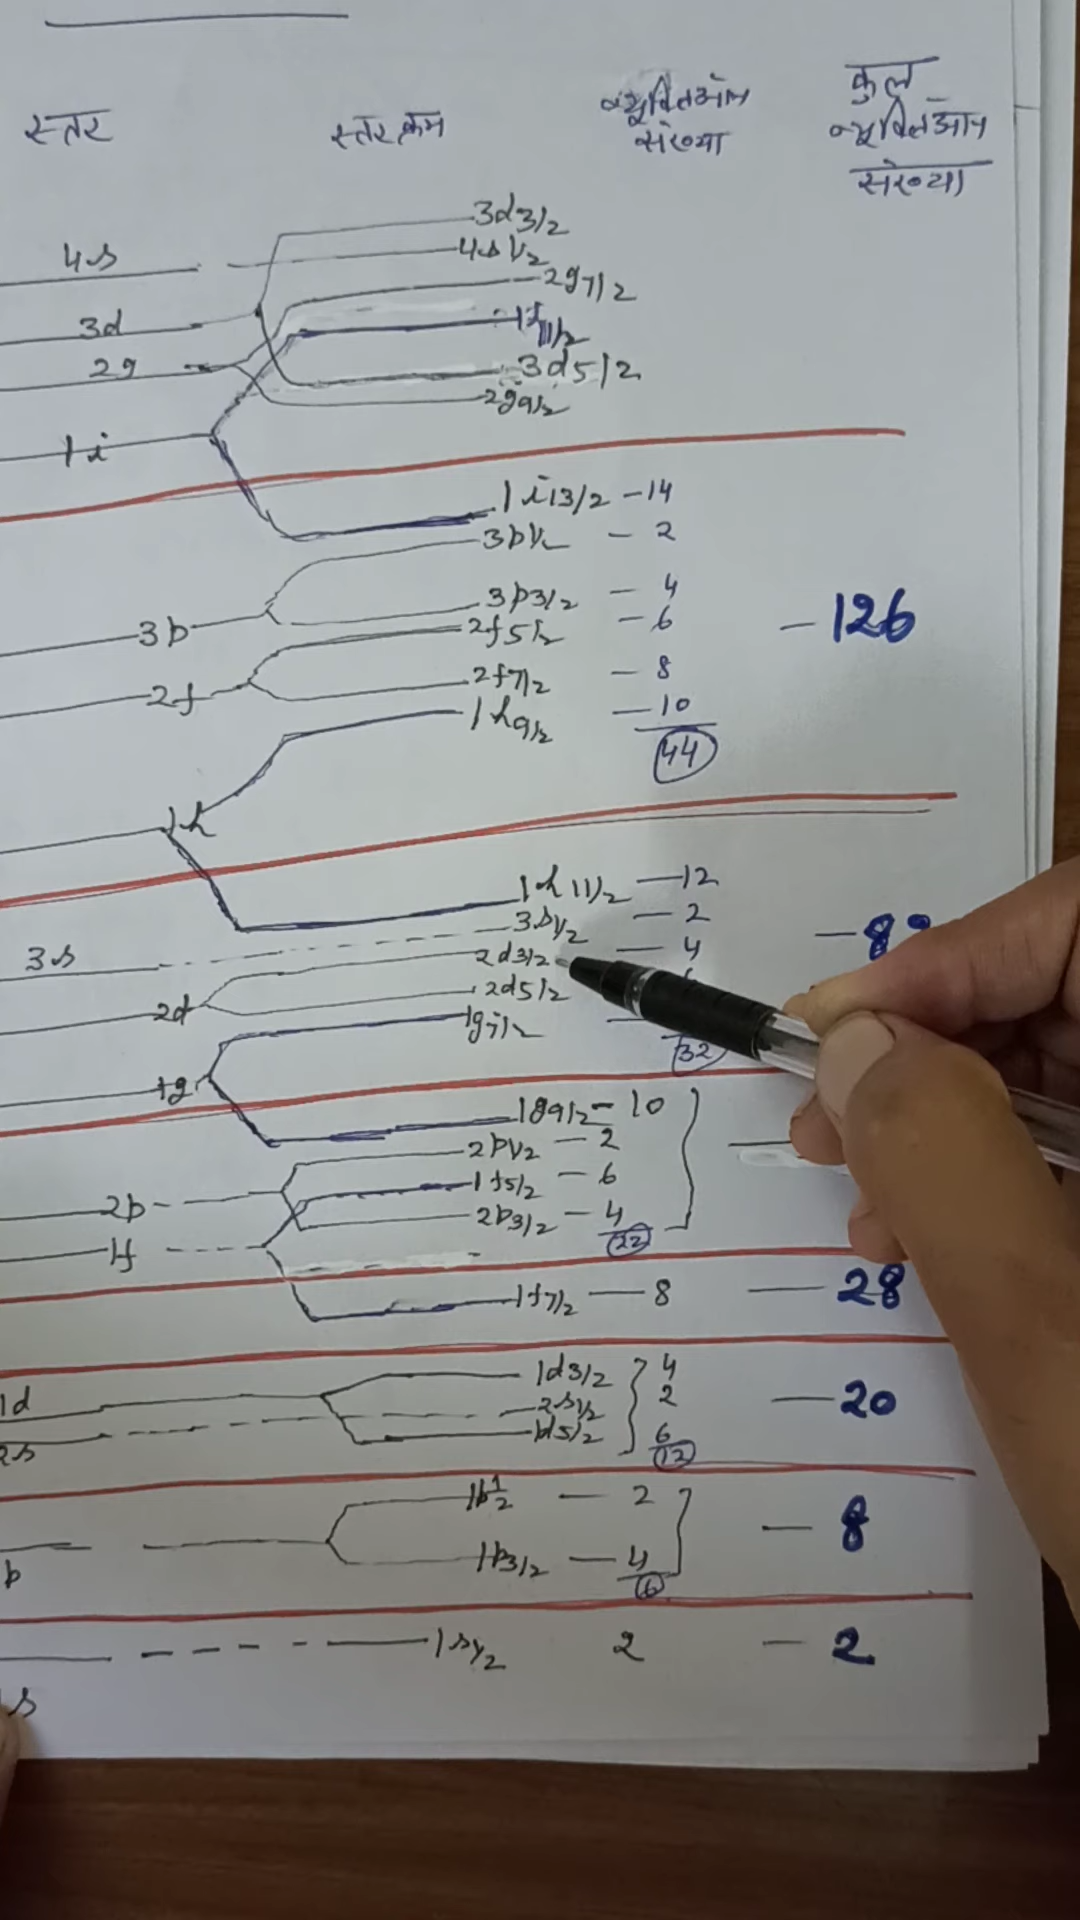 स्तर स्तर क्रम न्यूक्लिऑन संख्या कुल न्यूक्लिऑन संख्या
3d3/2
4s 4s1/2
2g7/2
3d 1i11/2
2g 3d5/2
2g9/2
1i
1i13/2 - 14
3p1/2 - 2
3p3/2 - 4
3p 2f5/2 - 6 - 126
2f 2f7/2 - 8
1h9/2 - 10
44
1h
1h11/2 - 12
3s1/2 - 2 - 8
3s 2d3/2 - 4
2d 2d5/2
1g7/2 -
32
1g 1g9/2 - 10
2p1/2 - 2
2p 1f5/2 - 6
2p3/2 - 4
1f 22
1f7/2 - 8 - 28
1d 1d3/2 4
2s 2s1/2 2 - 20
1d5/2 6
12
1p1/2 - 2
- 8
p 1p3/2 - 4
6
1s1/2 2 - 2
s